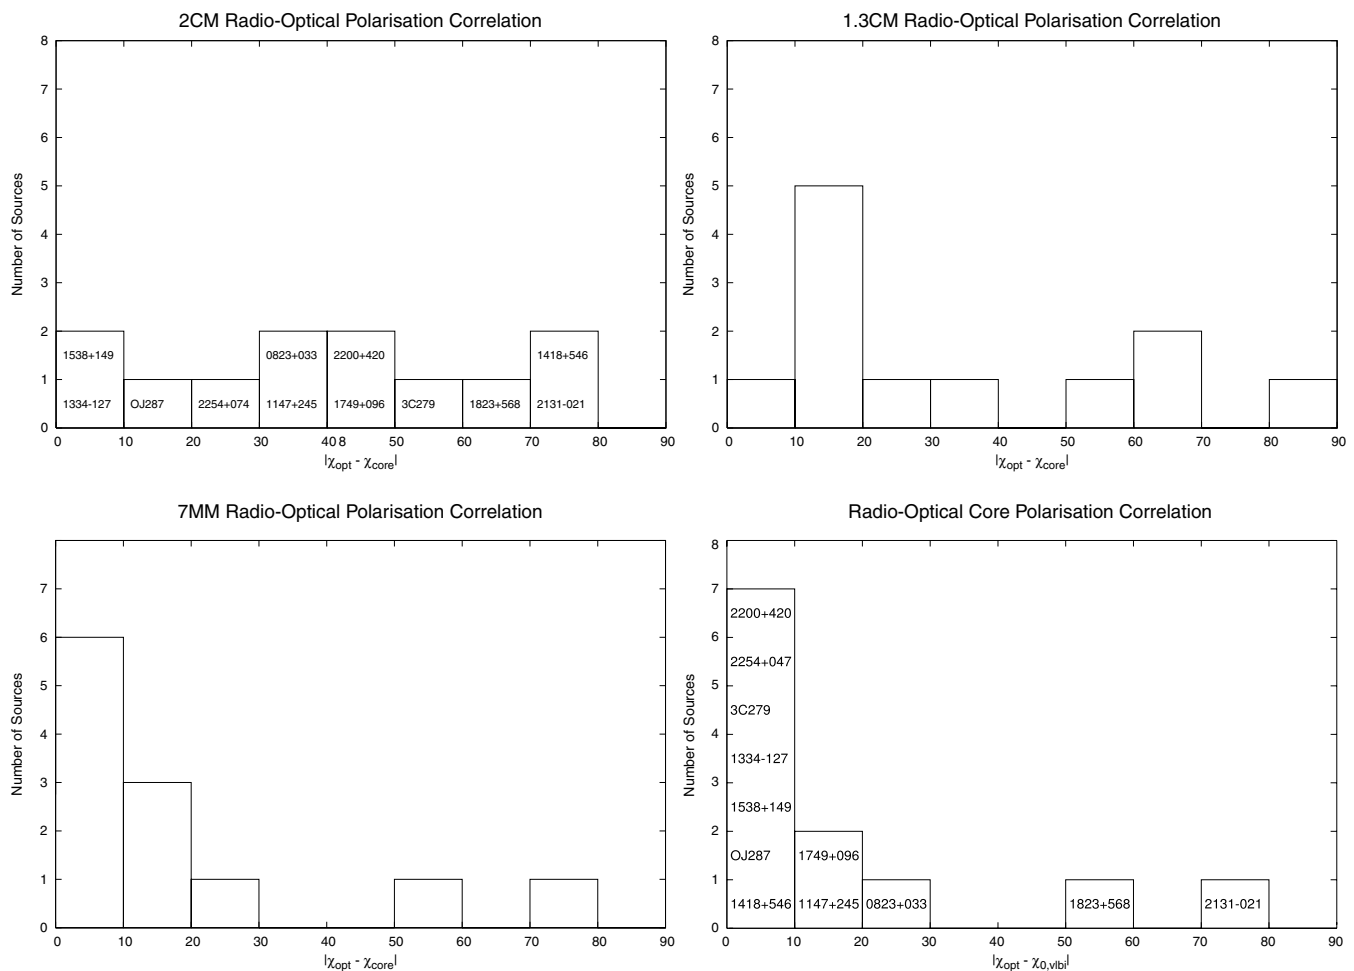 2CM Radio-Optical Polarisation Correlation
8
7
6
5
4
3
2
1
0
Number of Sources
1538+149
0823+033
2200+420
1418+546
1334-127
OJ287
2254+074
1147+245
1749+096
3C279
1823+568
2131-021
0 10 20 30 40 8 50 60 70 80 90
|χopt - χcore|
1.3CM Radio-Optical Polarisation Correlation
8
7
6
5
4
3
2
1
0
Number of Sources
0 10 20 30 40 50 60 70 80 90
|χopt - χcore|
7MM Radio-Optical Polarisation Correlation
7
6
5
4
3
2
1
0
Number of Sources
0 10 20 30 40 50 60 70 80 90
|χopt - χcore|
Radio-Optical Core Polarisation Correlation
8
7
6
5
4
3
2
1
0
Number of Sources
2200+420
2254+047
3C279
1334-127
1538+149
OJ287
1749+096
1418+546
1147+245
0823+033
1823+568
2131-021
0 10 20 30 40 50 60 70 80 90
|χopt - χ0,vlbi|